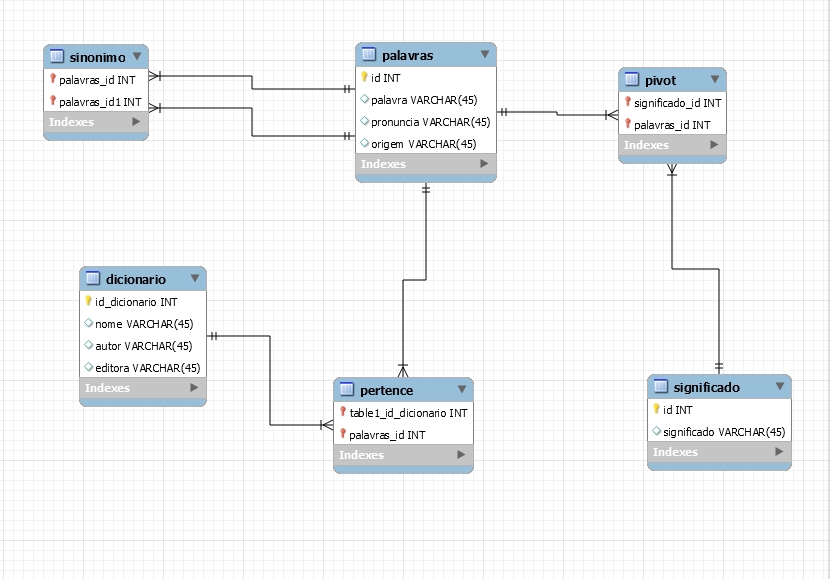 sinonimo
palavras_id INT
palavras_id1 INT
Indexes
palavras
id INT
palavra VARCHAR(45)
pronuncia VARCHAR(45)
origem VARCHAR(45)
Indexes
pivot
significado_id INT
palavras_id INT
Indexes
dicionario
id_dicionario INT
nome VARCHAR(45)
autor VARCHAR(45)
editora VARCHAR(45)
Indexes
pertence
table1_id_dicionario INT
palavras_id INT
Indexes
significado
id INT
significado VARCHAR(45)
Indexes